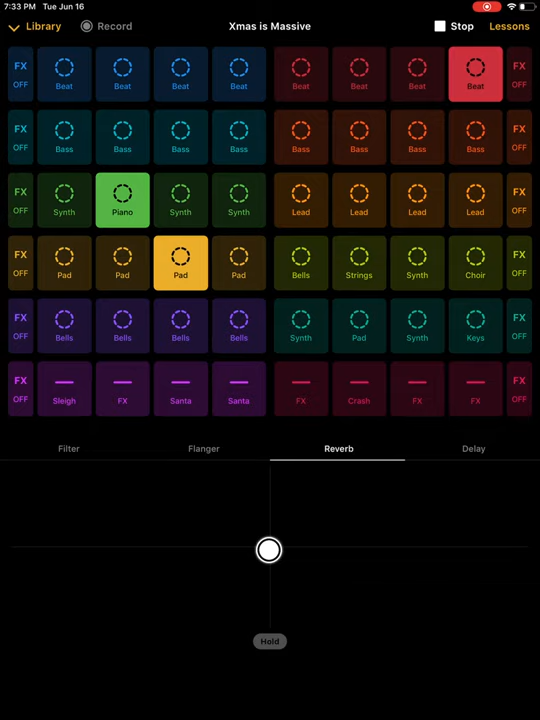 7:33 PM Tue Jun 16
Library Record Xmas is Massive Stop Lessons
FX FX
OFF Beat Beat Beat Beat Beat Beat Beat Beat OFF
FX FX
OFF Bass Bass Bass Bass Bass Bass Bass Bass OFF
FX FX
OFF Synth Piano Synth Synth Lead Lead Lead Lead OFF
FX FX
OFF Pad Pad Pad Pad Bells Strings Synth Choir OFF
FX FX
OFF Bells Bells Bells Bells Synth Pad Synth Keys OFF
FX FX
OFF Sleigh FX Santa Santa FX Crash FX FX OFF
Filter Flanger Reverb Delay
Hold